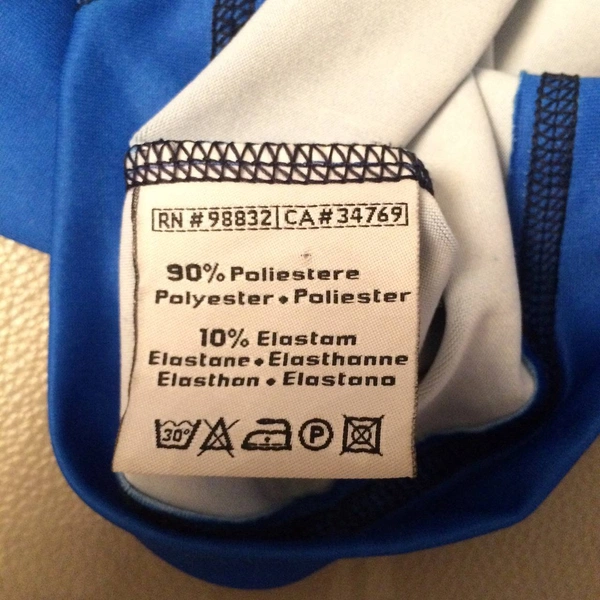 RN #98832 CA#34769
90% Poliestere
Polyester • Poliester
10% Elastam
Elastane • Elasthanne
Elasthan • Elastano
30° P